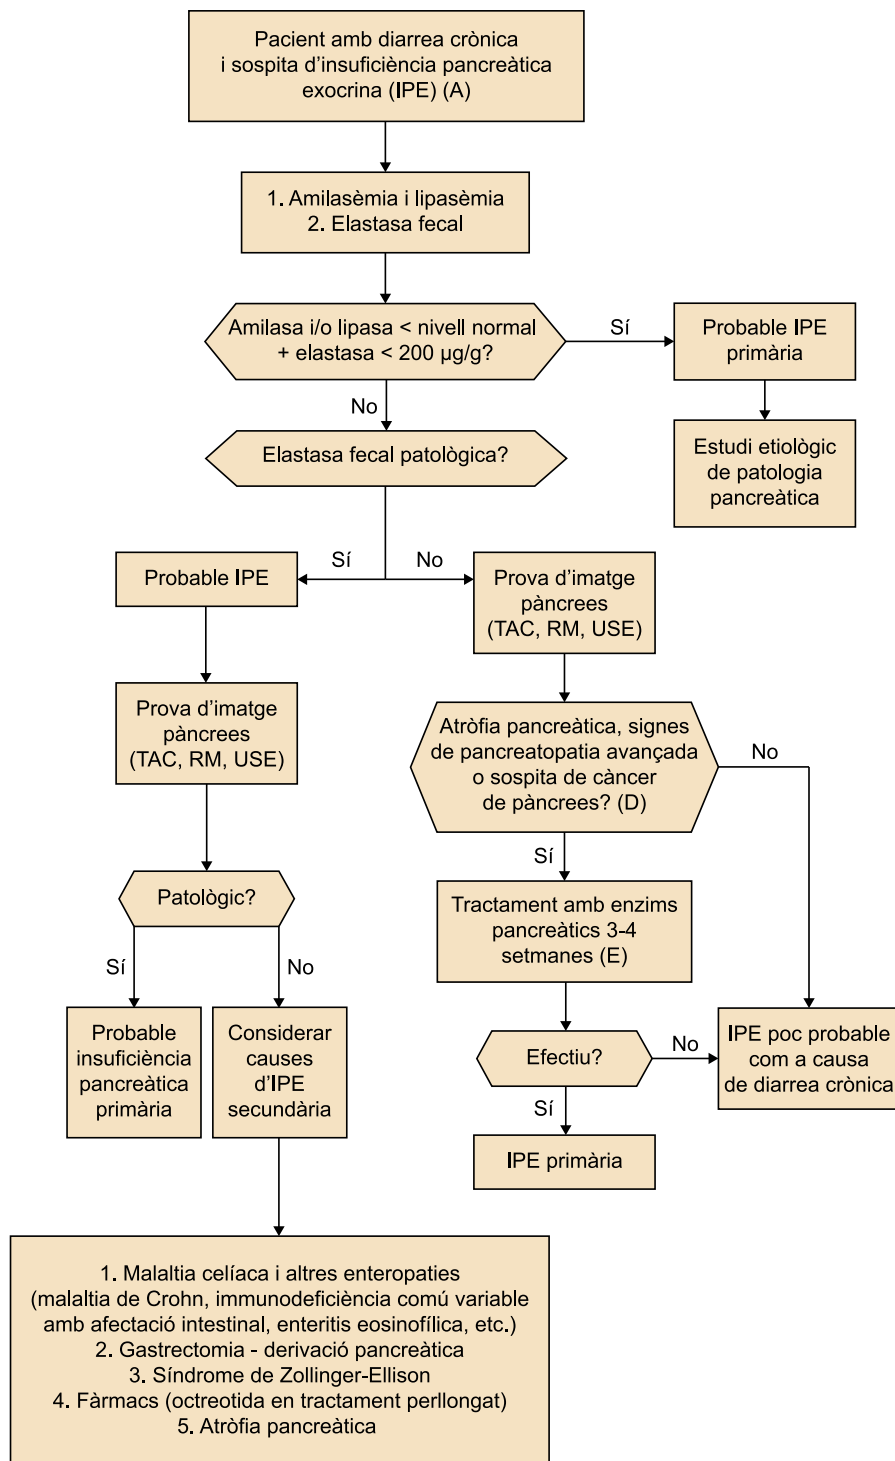 Pacient amb diarrea crònica
i sospita d'insuficiència pancreàtica
exocrina (IPE) (A)
1. Amilasèmia i lipasèmia
2. Elastasa fecal
Amilasa i/o lipasa < nivell normal
+ elastasa < 200 µg/g?
Sí
Probable IPE
primària
No
Estudi etiològic
de patologia
pancreàtica
Elastasa fecal patològica?
Sí
No
Probable IPE
Prova d'imatge
pàncrees
(TAC, RM, USE)
Prova d'imatge
pàncrees
(TAC, RM, USE)
Atròfia pancreàtica, signes
de pancreatopatia avançada
o sospita de càncer
de pàncrees? (D)
No
Sí
Patològic?
Tractament amb enzims
pancreàtics 3-4
setmanes (E)
Sí
No
Probable
insuficiència
pancreàtica
primària
Considerar
causes
d'IPE
secundària
Efectiu?
No
IPE poc probable
com a causa
de diarrea crònica
Sí
IPE primària
1. Malaltia celíaca i altres enteropaties
(malaltia de Crohn, immunodeficiència comú variable
amb afectació intestinal, enteritis eosinofílica, etc.)
2. Gastrectomia - derivació pancreàtica
3. Síndrome de Zollinger-Ellison
4. Fàrmacs (octreotida en tractament perllongat)
5. Atròfia pancreàtica